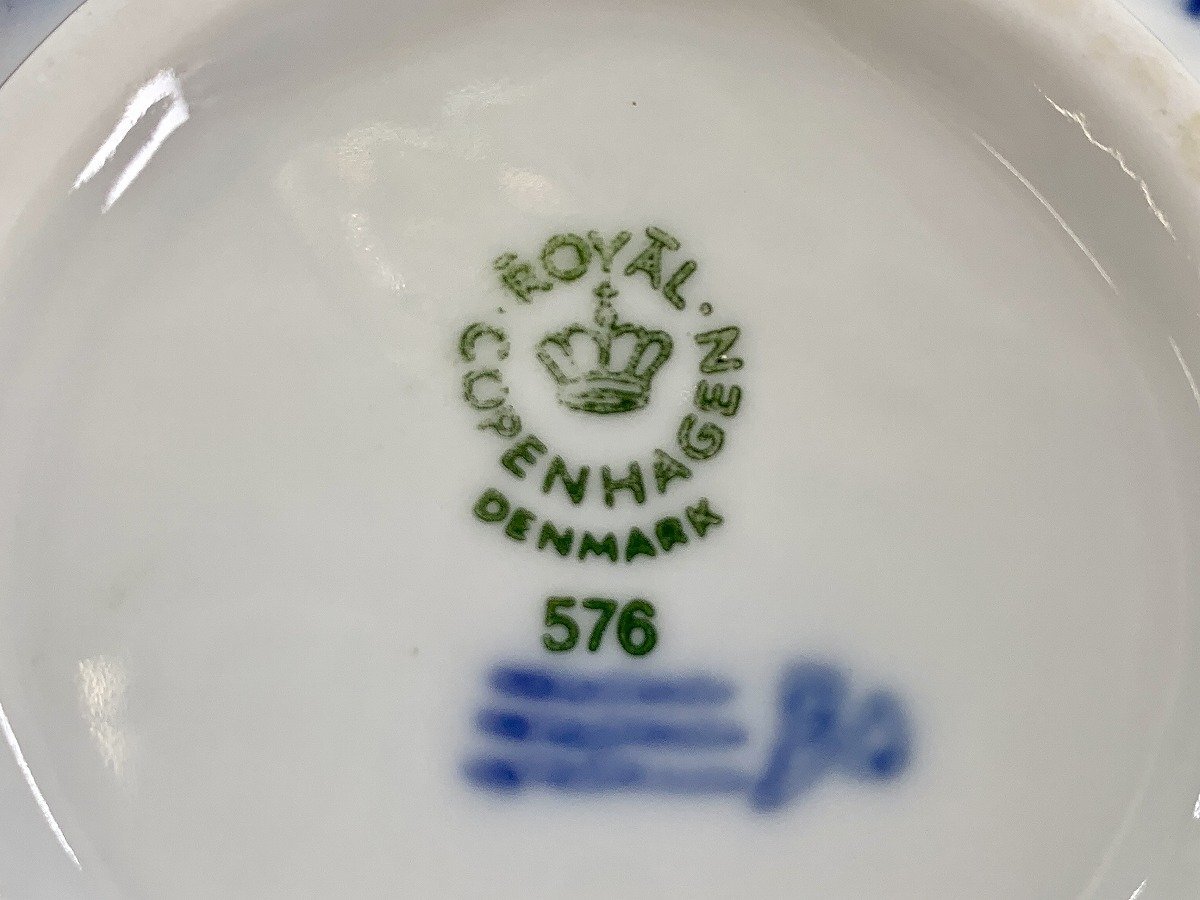 ROYAL
COPENHAGEN
DENMARK
576